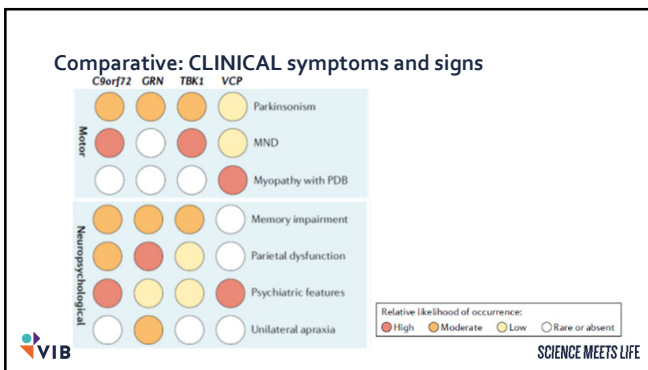 Comparative: CLINICAL symptoms and signs
C9orf72 GRN TBK1 VCP
Motor
Parkinsonism
MND
Myopathy with PDB
Neuropsychological
Memory impairment
Parietal dysfunction
Psychiatric features
Unilateral apraxia
Relative likelihood of occurrence:
High Moderate Low Rare or absent
VIB
SCIENCE MEETS LIFE